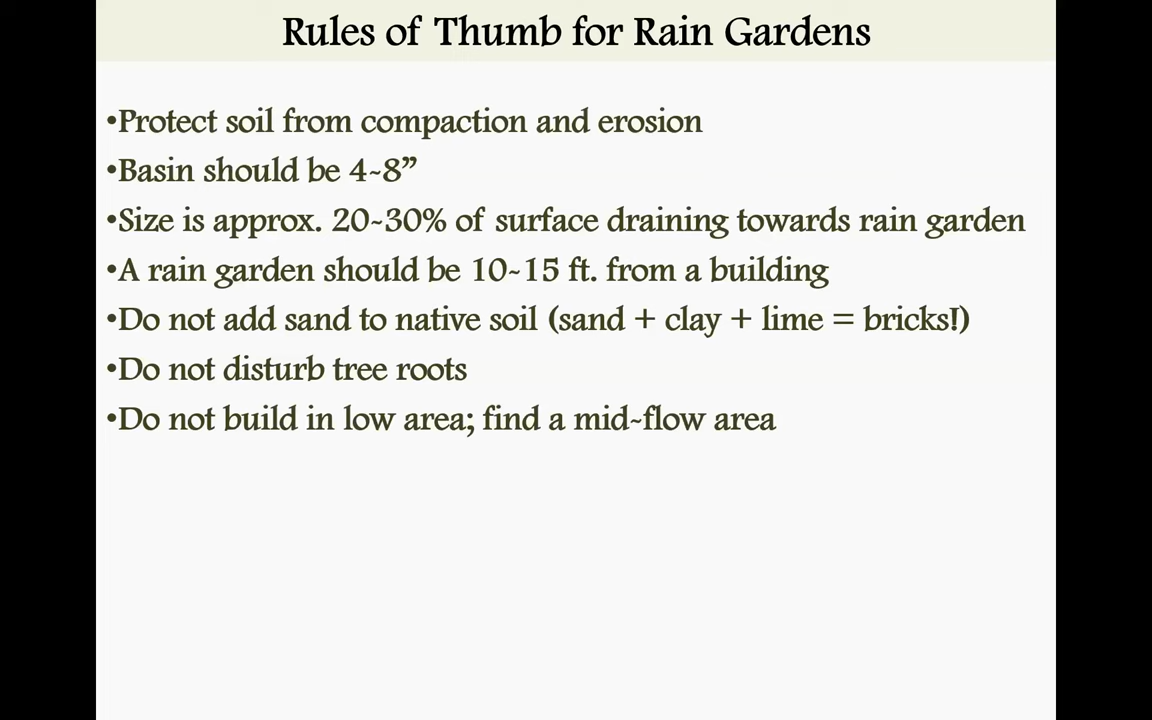 Rules of Thumb for Rain Gardens
•Protect soil from compaction and erosion
•Basin should be 4~8”
•Size is approx. 20~30% of surface draining towards rain garden
•A rain garden should be 10~15 ft. from a building
•Do not add sand to native soil (sand + clay + lime = bricks!)
•Do not disturb tree roots
•Do not build in low area; find a mid~flow area